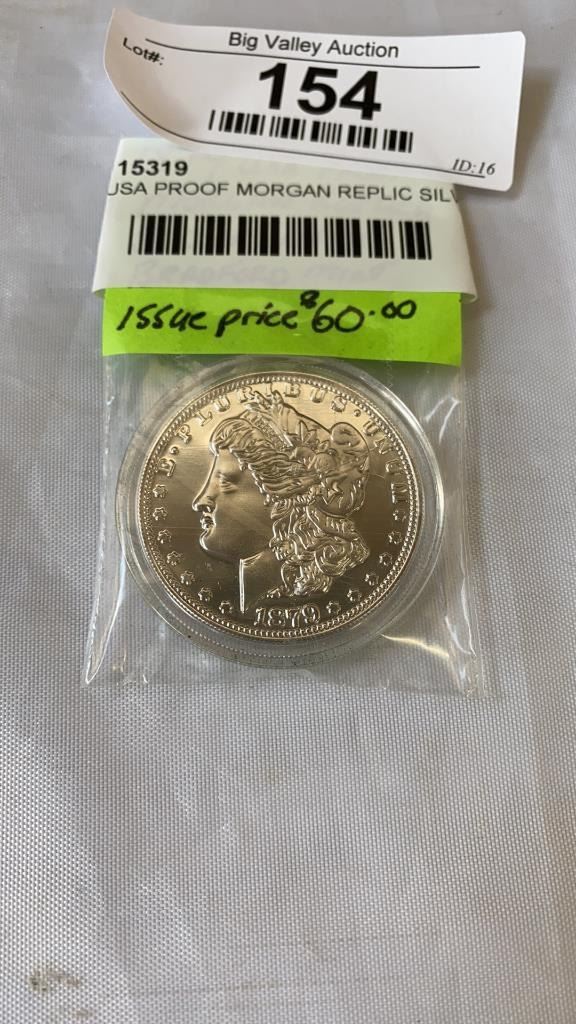 Big Valley Auction
Lot#:
154
ID:16
15319
USA PROOF MORGAN REPLIC SILV
Issue price $60.00
E·PLURIBUS·UNUM
1879